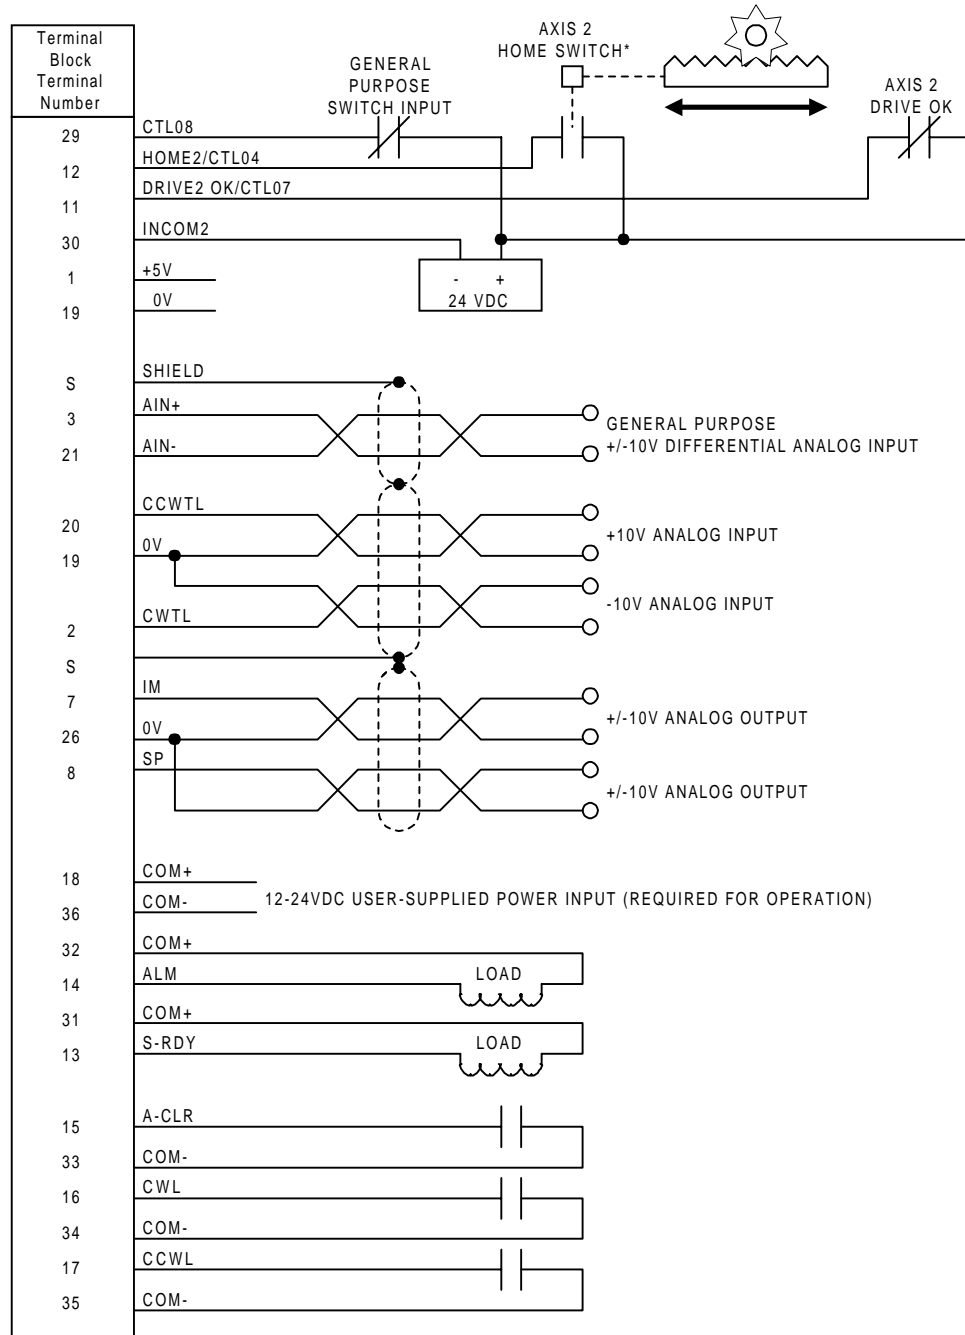 Terminal
Block
Terminal
Number
AXIS 2
HOME SWITCH*
GENERAL
PURPOSE
SWITCH INPUT
AXIS 2
DRIVE OK
29 CTL08
12 HOME2/CTL04
11 DRIVE2 OK/CTL07
30 INCOM2
1 +5V
19 0V
- +
24 VDC
S SHIELD
3 AIN+
21 AIN-
GENERAL PURPOSE
+/-10V DIFFERENTIAL ANALOG INPUT
20 CCWTL
19 0V
+10V ANALOG INPUT
-10V ANALOG INPUT
2 CWTL
S
7 IM
26 0V
+/-10V ANALOG OUTPUT
8 SP
+/-10V ANALOG OUTPUT
18 COM+
36 COM-
12-24VDC USER-SUPPLIED POWER INPUT (REQUIRED FOR OPERATION)
32 COM+
14 ALM LOAD
31 COM+
13 S-RDY LOAD
15 A-CLR
33 COM-
16 CWL
34 COM-
17 CCWL
35 COM-